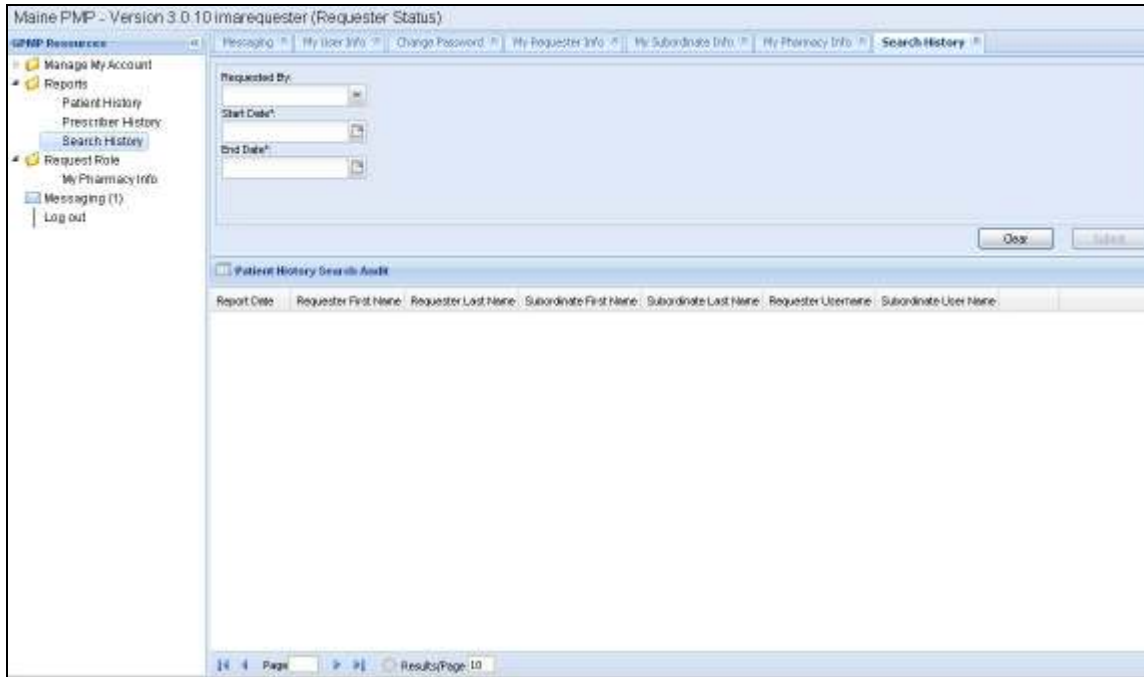 Maine PMP - Version 3.0.10 imarequester (Requester Status)
GPMP Resources
Messaging My User Info Change Password My Requester Info My Subordinate Info My Pharmacy Info Search History
Manage My Account
Reports
Patient History
Prescriber History
Search History
Request Role
My Pharmacy Info
Messaging (1)
Log out
Requested By:
Start Date*:
End Date*:
Clear Submit
Patient History Search Audit
Report Date Requester First Name Requester Last Name Subordinate First Name Subordinate Last Name Requester Username Subordinate User Name
Page Results/Page 10